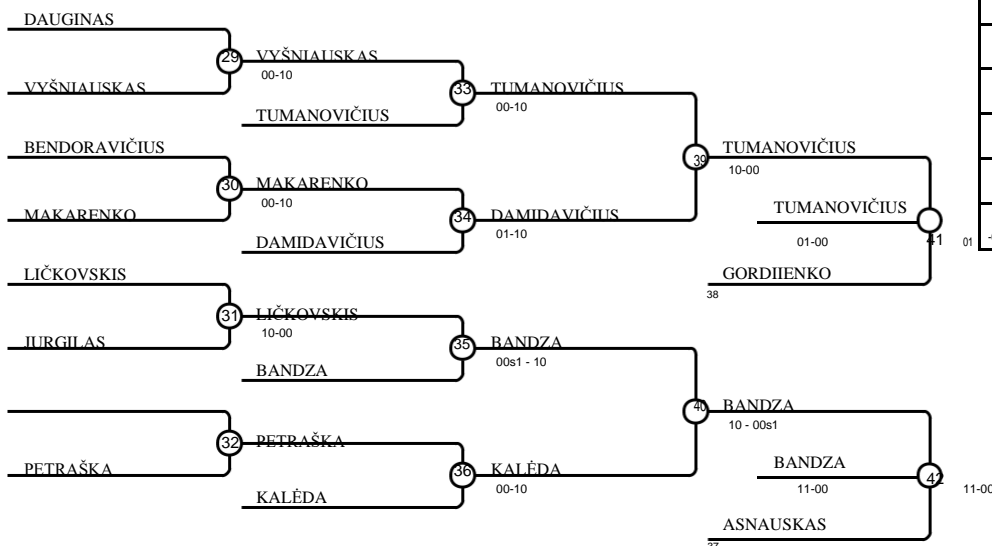 DAUGINAS
29
VYŠNIAUSKAS
00-10
VYŠNIAUSKAS
33
TUMANOVIČIUS
00-10
TUMANOVIČIUS
BENDORAVIČIUS
39
TUMANOVIČIUS
10-00
30
MAKARENKO
00-10
MAKARENKO
34
DAMIDAVIČIUS
01-10
TUMANOVIČIUS
01-00
41
01
DAMIDAVIČIUS
LIČKOVSKIS
GORDIIENKO
38
31
LIČKOVSKIS
10-00
JURGILAS
35
BANDZA
00s1 - 10
BANDZA
40
BANDZA
10 - 00s1
32
PETRAŠKA
PETRAŠKA
36
KALĖDA
00-10
BANDZA
11-00
42
11-00
KALĖDA
ASNAUSKAS
37